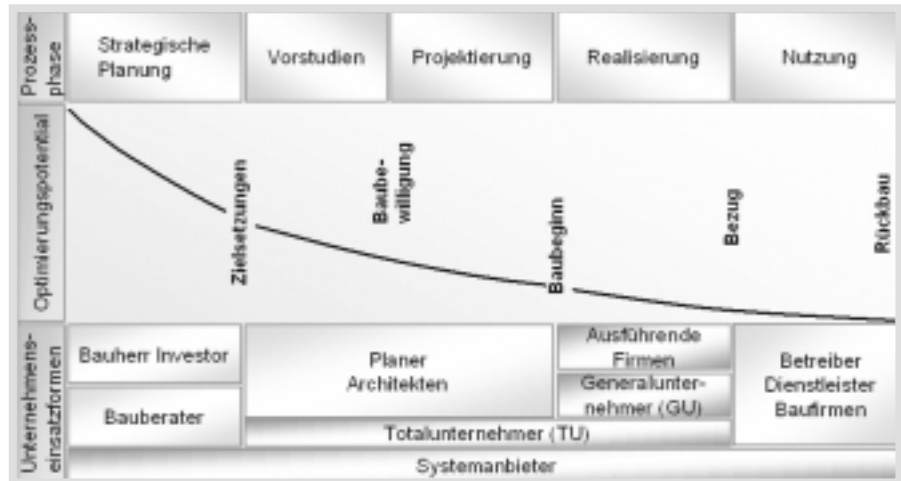 Prozess-
phase
Strategische
Planung
Vorstudien
Projektierung
Realisierung
Nutzung
Optimierungspotential
Zielsetzungen
Baube-
willigung
Baubeginn
Bezug
Rückbau
Unternehmens-
einsatzformen
Bauherr Investor
Bauberater
Planer
Architekten
Ausführende
Firmen
Generalunter-
nehmer (GU)
Betreiber
Dienstleister
Baufirmen
Totalunternehmer (TU)
Systemanbieter